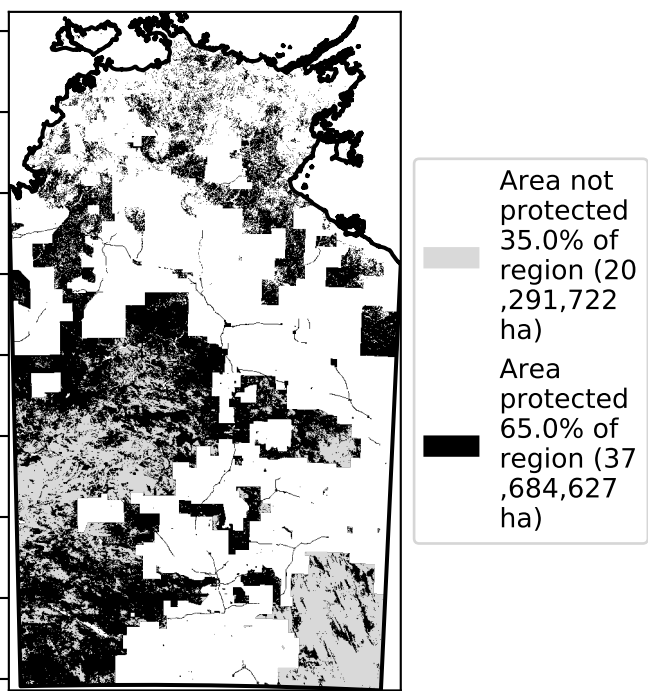 Area not
protected
35.0% of
region (20
,291,722
ha)
Area
protected
65.0% of
region (37
,684,627
ha)